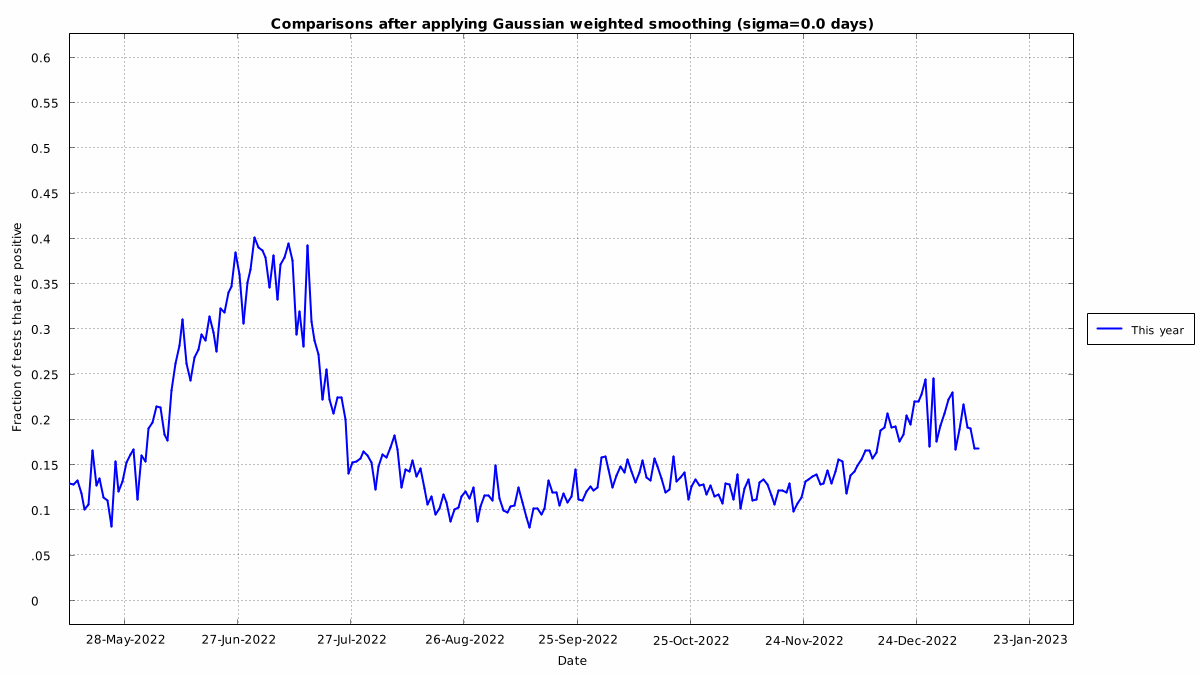 Comparisons after applying Gaussian weighted smoothing (sigma=0.0 days)
0.6
0.55
0.5
0.45
0.4
0.35
0.3
0.25
0.2
0.15
0.1
.05
0
Fraction of tests that are positive
This year
28-May-2022 27-Jun-2022 27-Jul-2022 26-Aug-2022 25-Sep-2022 25-Oct-2022 24-Nov-2022 24-Dec-2022 23-Jan-2023
Date